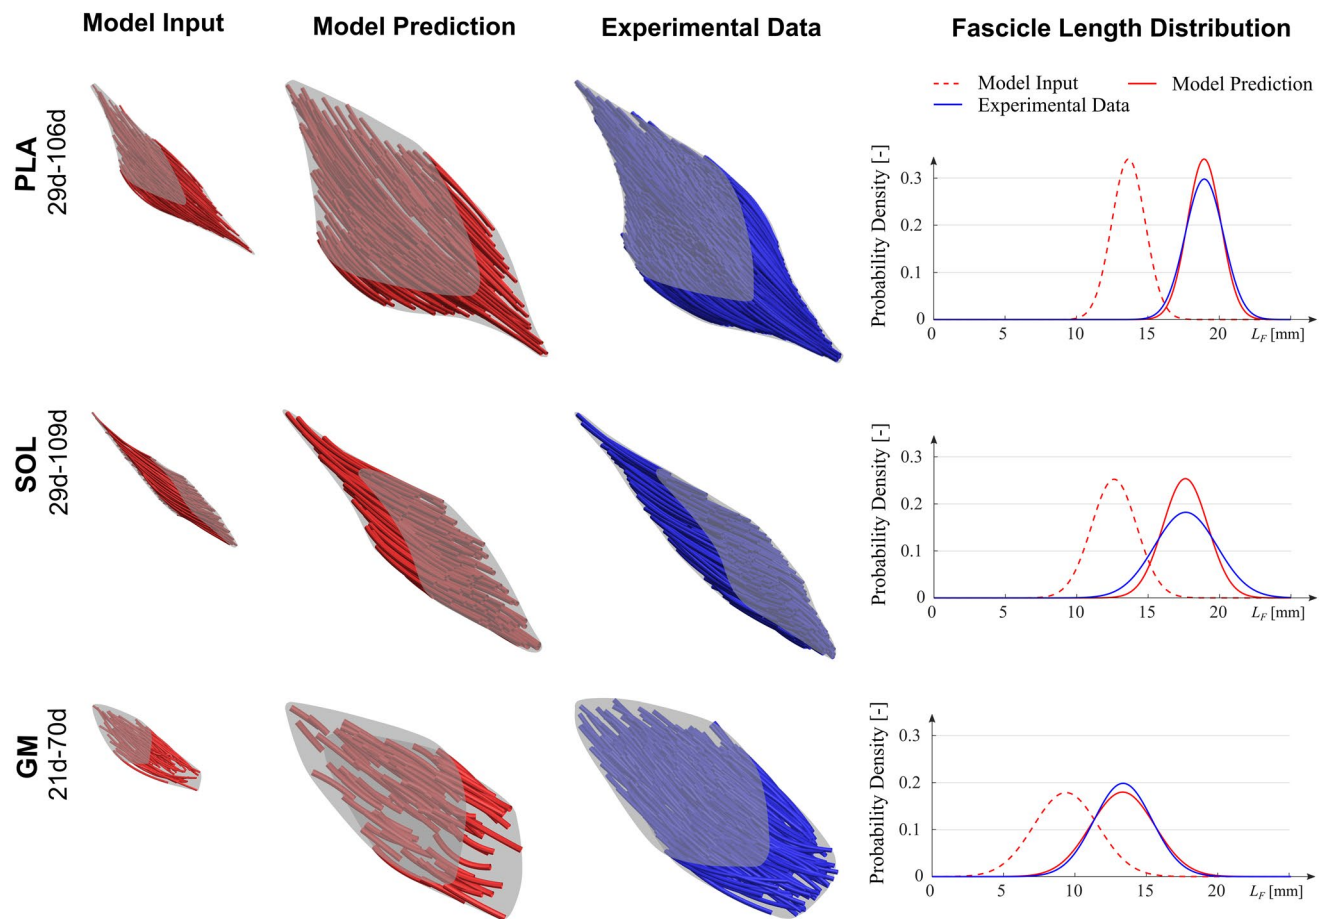 Model Input
Model Prediction
Experimental Data
Fascicle Length Distribution
Model Input
Model Prediction
Experimental Data
PLA
29d-106d
Probability Density [-]
0.3
0.2
0.1
0
0
10
15
20
L_F [mm]
SOL
29d-109d
Probability Density [-]
0.3
0.2
0.1
0
0
5
10
15
20
L_F [mm]
GM
21d-70d
Probability Density [-]
0.3
0.2
0.1
0
0
5
10
15
20
L_F [mm]